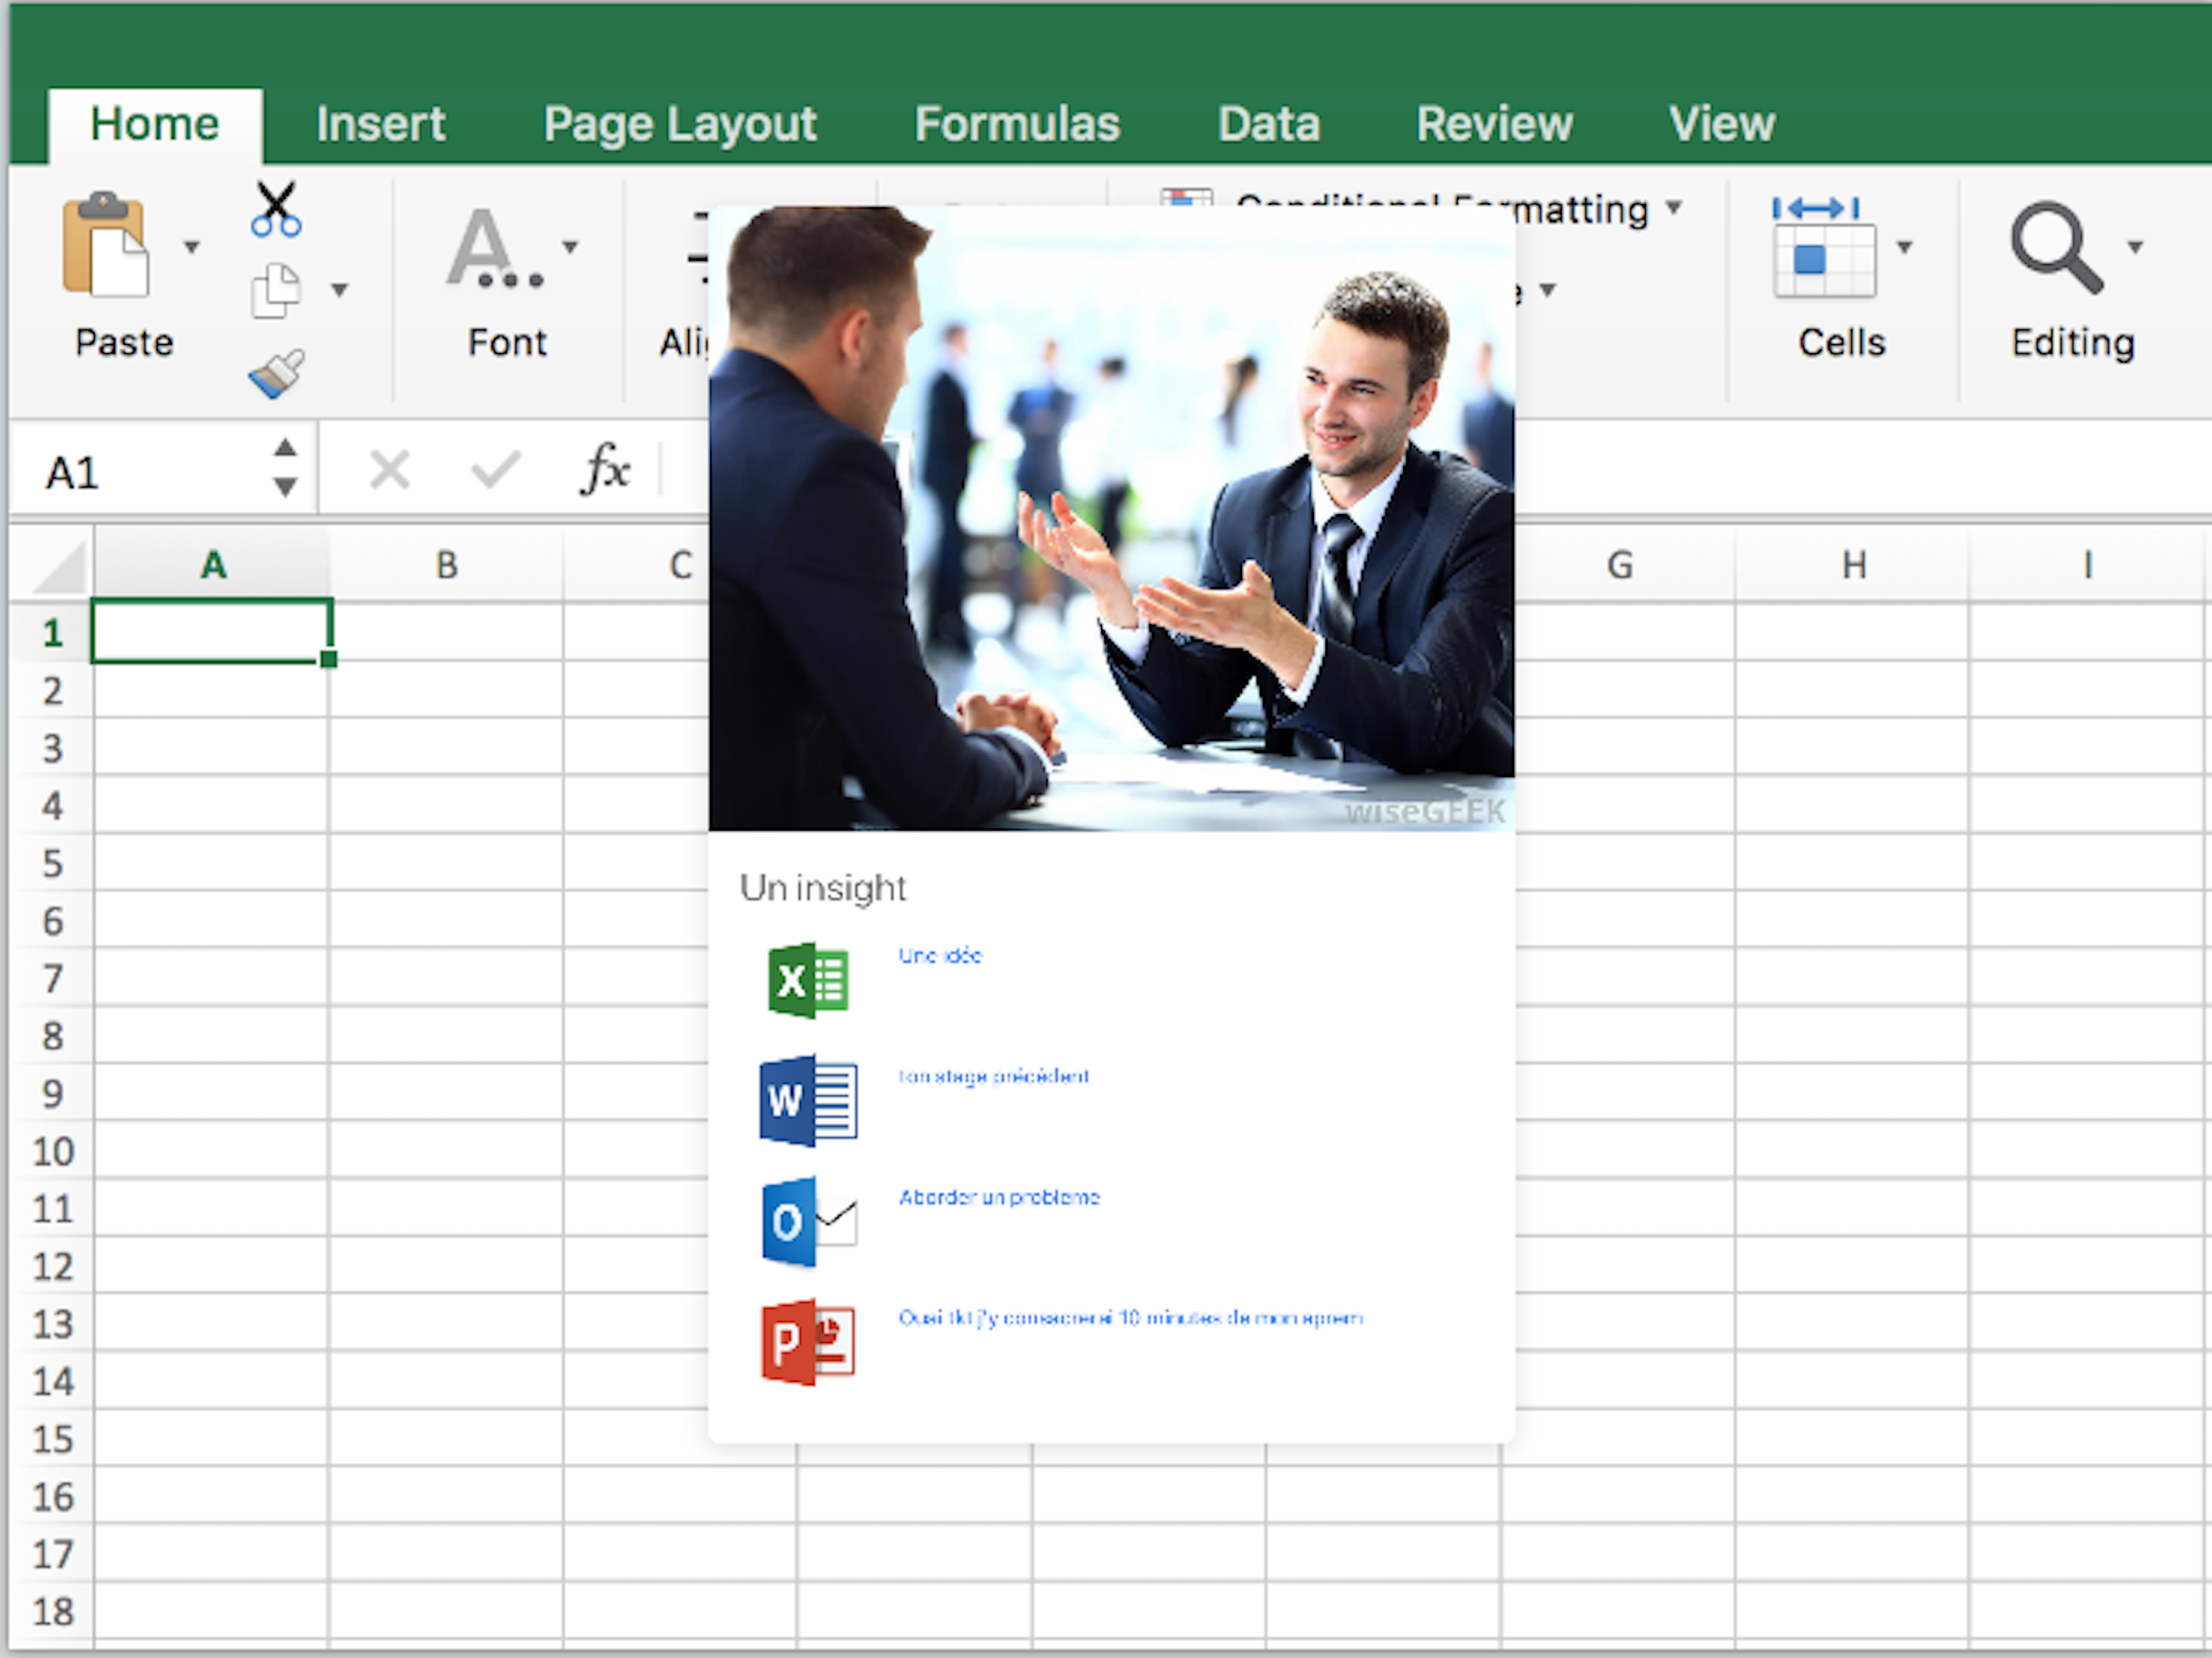 Home Insert Page Layout Formulas Data Review View
Conditional Formatting
Paste Font Cells Editing
A1 fx
A B C G H I
1
2
3
4
5
6
7
8
9
10
11
12
13
14
15
16
17
18
wiseGEEK
Un insight
X Une idée
W ton stage précédent
O Aborder un probleme
P Quai tkt j'y consacrerai 10 minutes de mon aprem